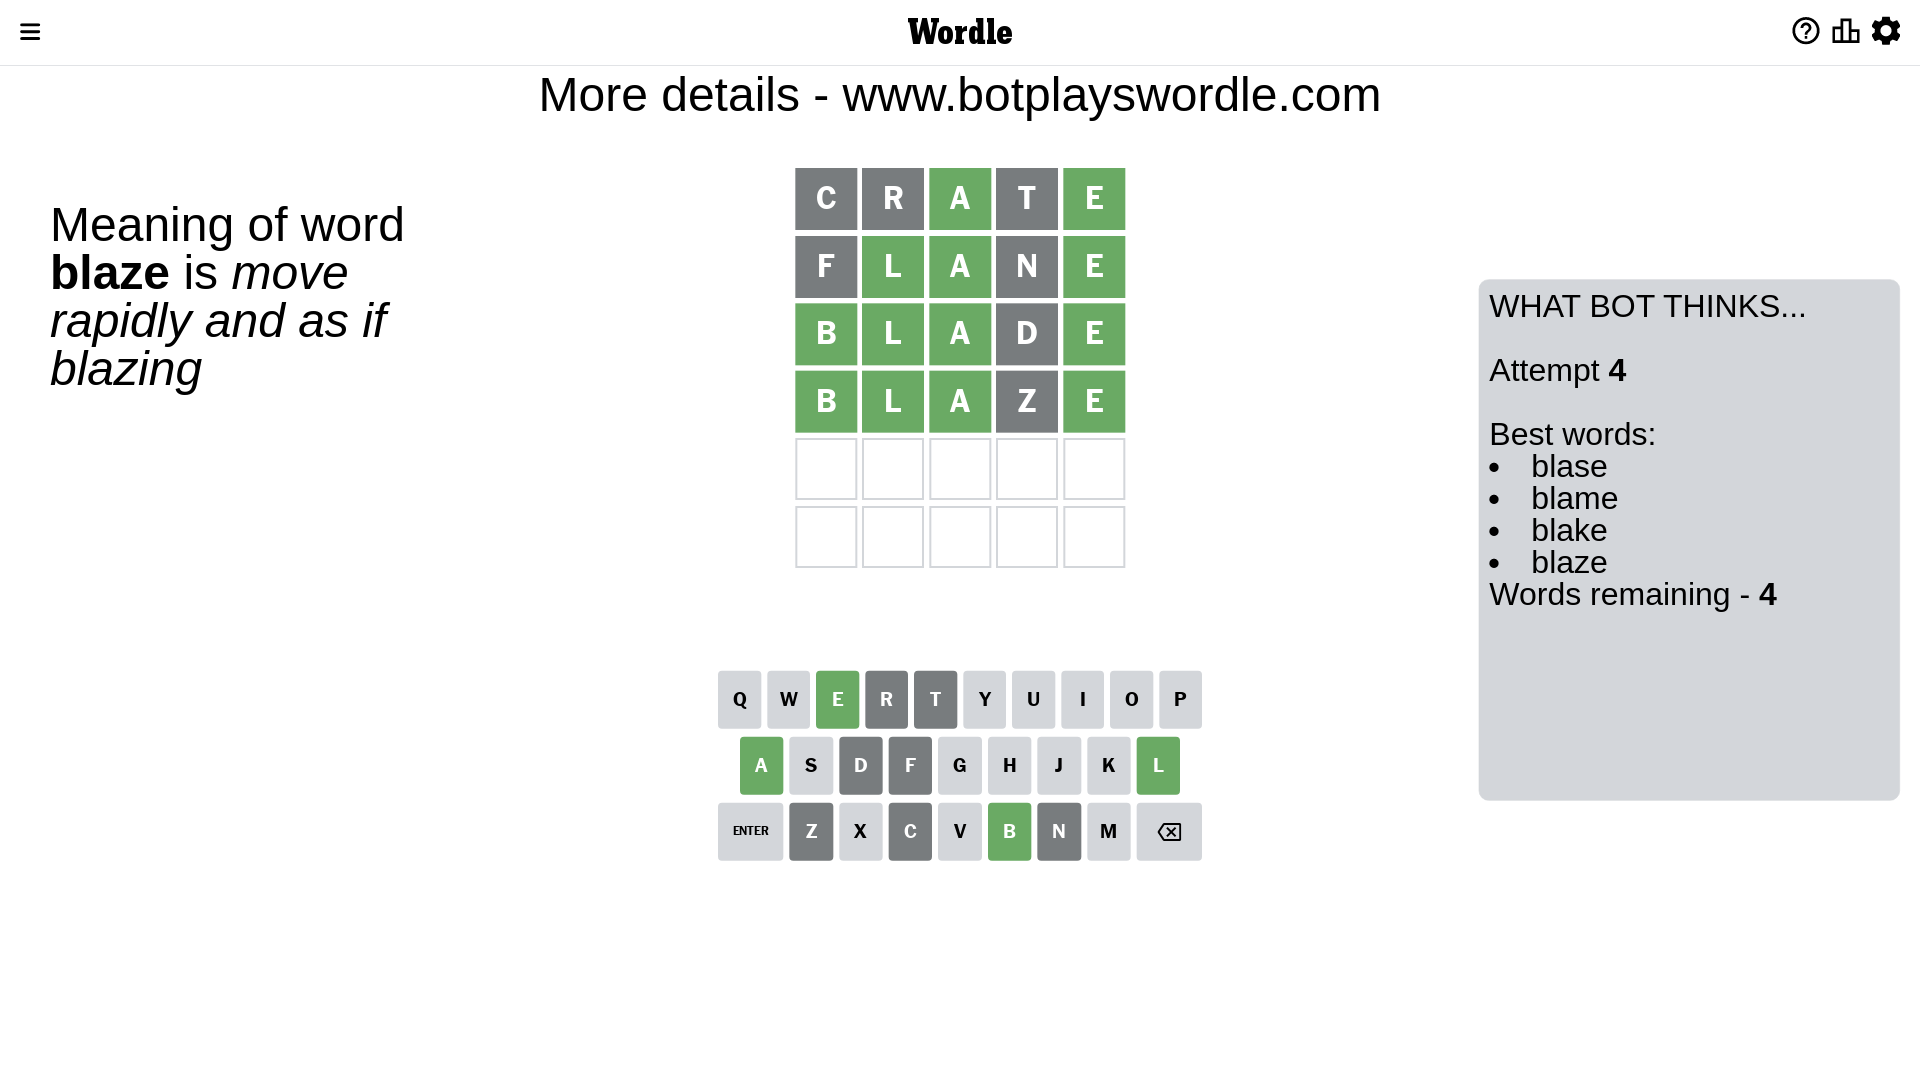 Wordle
More details - www.botplayswordle.com
Meaning of word
blaze is move
rapidly and as if
blazing
C R A T E
F L A N E
B L A D E
B L A Z E
WHAT BOT THINKS...
Attempt 4
Best words:
• blase
• blame
• blake
• blaze
Words remaining - 4
Q W E R T Y U I O P
A S D F G H J K L
ENTER Z X C V B N M